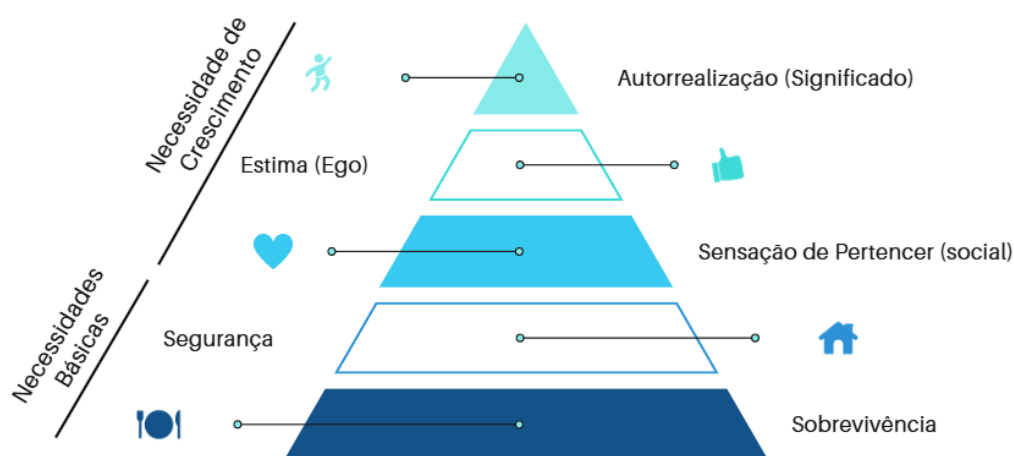 Necessidade de
Crescimento
Autorrealização (Significado)
Estima (Ego)
Sensação de Pertencer (social)
Necessidades
Básicas
Segurança
Sobrevivência